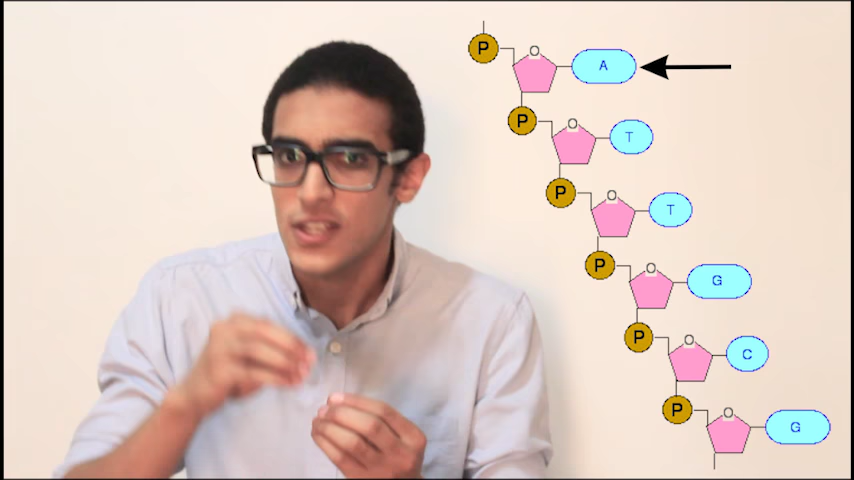 P O A
P O T
P O T
P O G
P O C
P O G